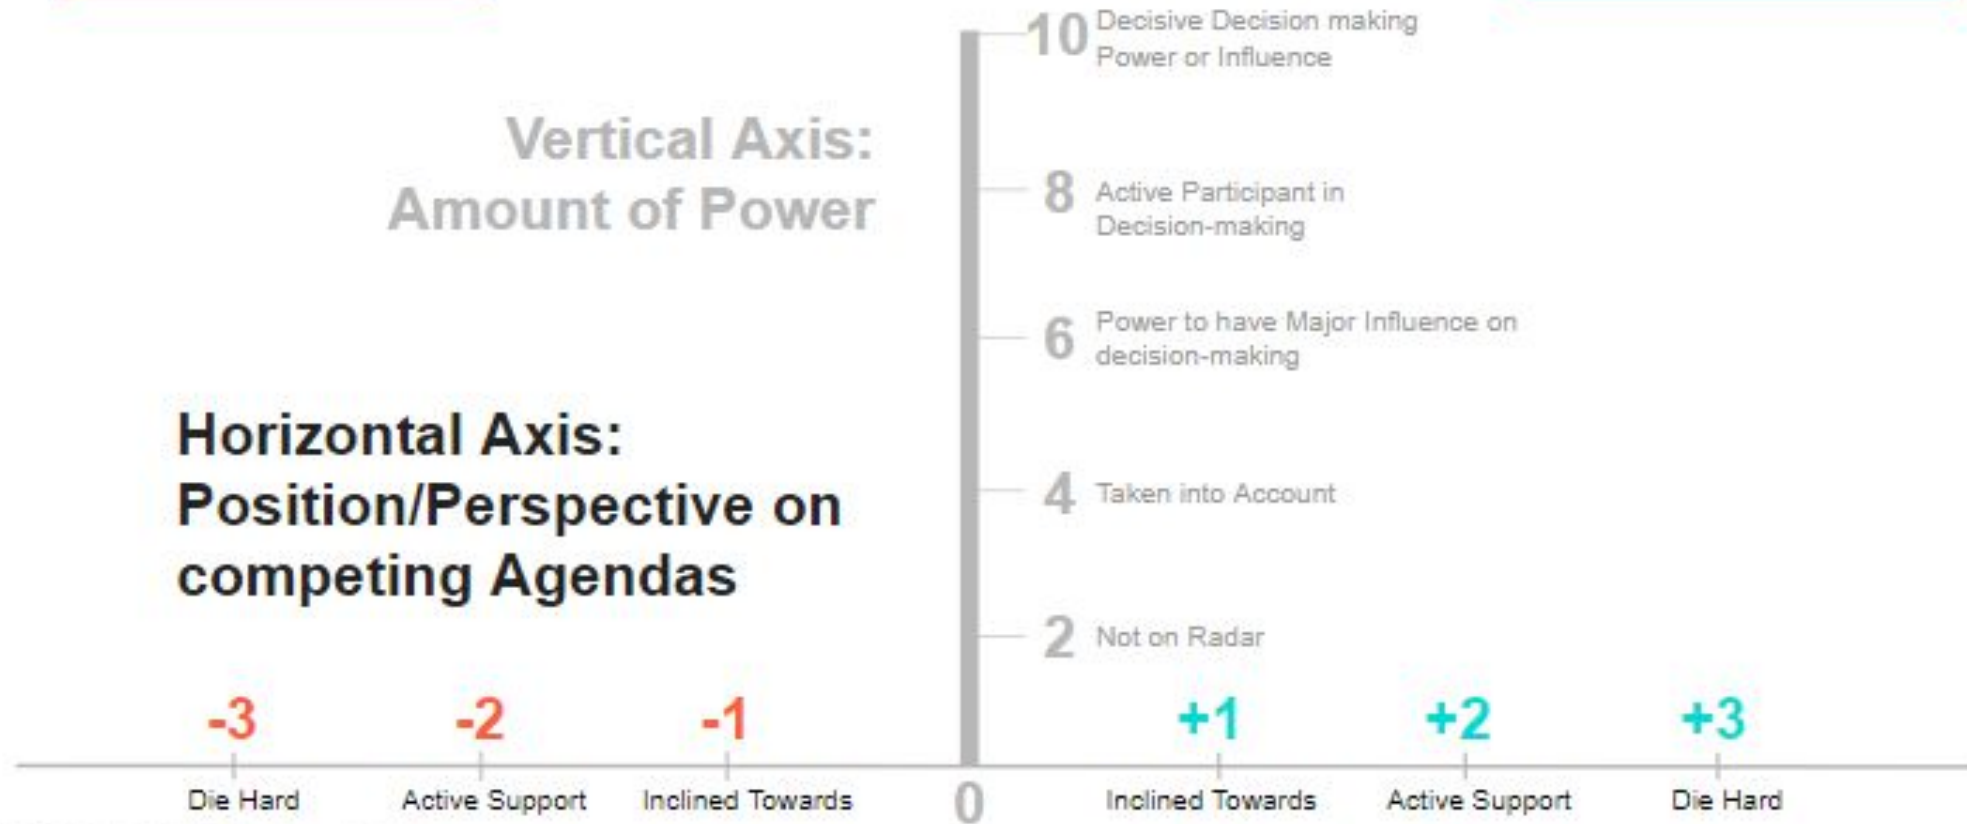 10 Decisive Decision making
Power or Influence
Vertical Axis:
Amount of Power
8 Active Participant in
Decision-making
6 Power to have Major Influence on
decision-making
Horizontal Axis:
Position/Perspective on
competing Agendas
4 Taken into Account
2 Not on Radar
-3 -2 -1 +1 +2 +3
Die Hard Active Support Inclined Towards 0 Inclined Towards Active Support Die Hard